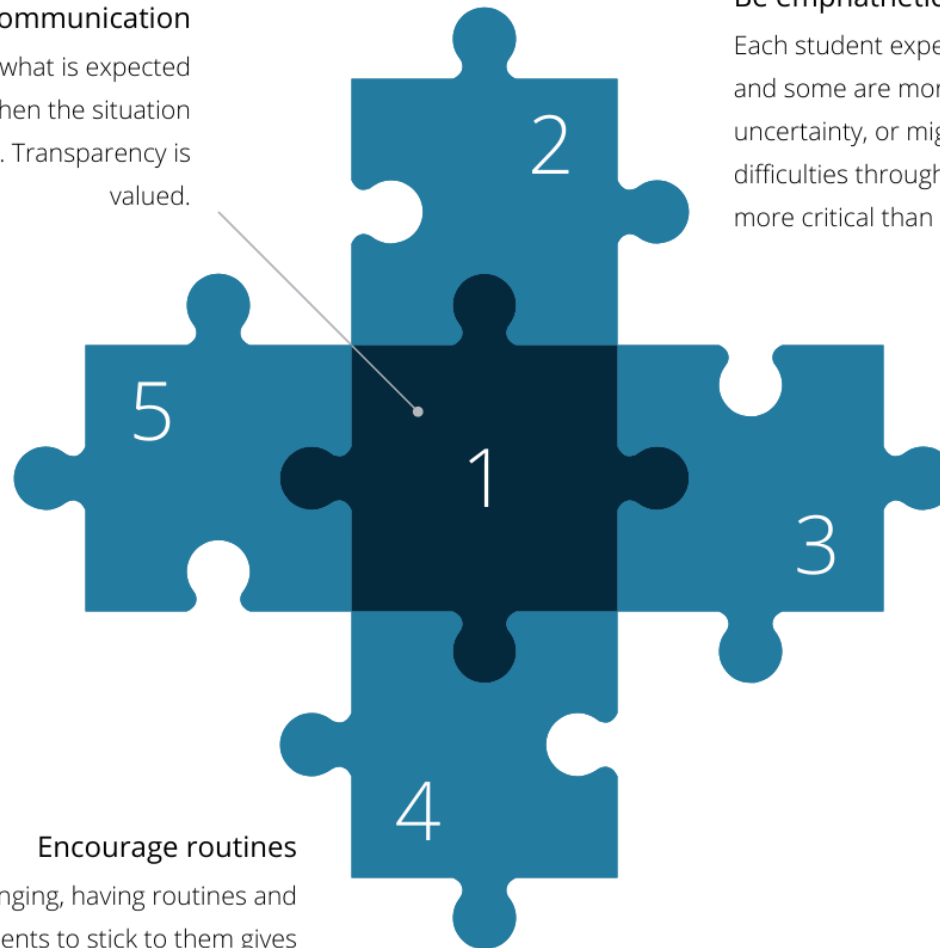 ommunication
what is expected
hen the situation
. Transparency is
valued.
Be emphathetic
Each student expe
and some are mor
uncertainty, or mig
difficulties through
more critical than
2
5
1
3
4
Encourage routines
nging, having routines and
ents to stick to them gives